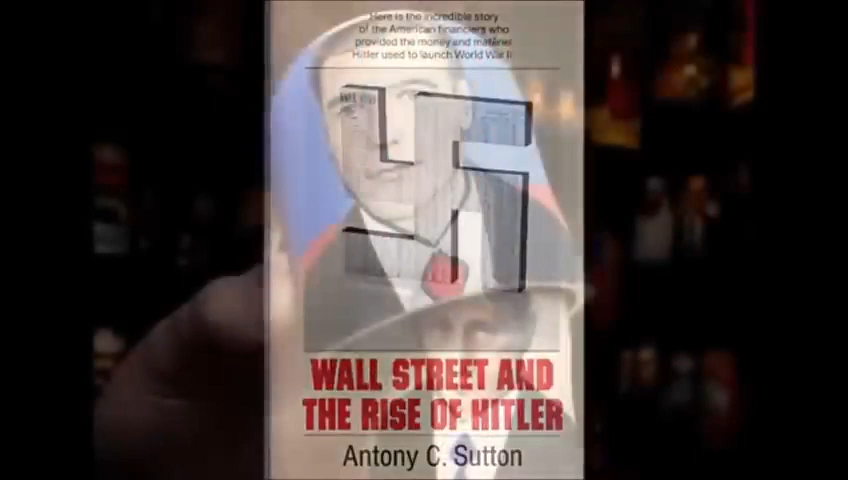 Here is the incredible story
of the American financiers who
provided the money and matériel
Hitler used to launch World War II
WALL STREET AND
THE RISE OF HITLER
Antony C. Sutton